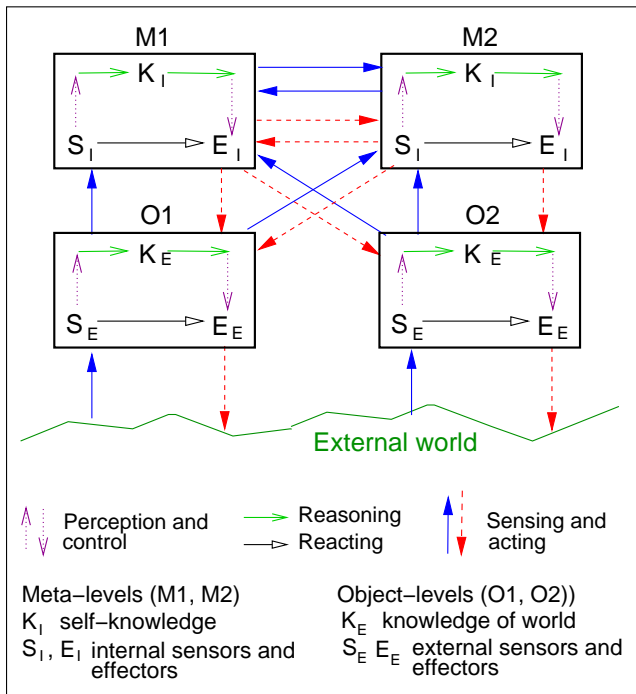 M1 M2
K I K I
S I E I S I E I
O1 O2
K E K E
S E E E S E E E
External world
Perception and control
Reasoning
Reacting
Sensing and acting
Meta-levels (M1, M2)
K I self-knowledge
S I, E I internal sensors and
effectors
Object-levels (O1, O2))
K E knowledge of world
S E E E external sensors and
effectors